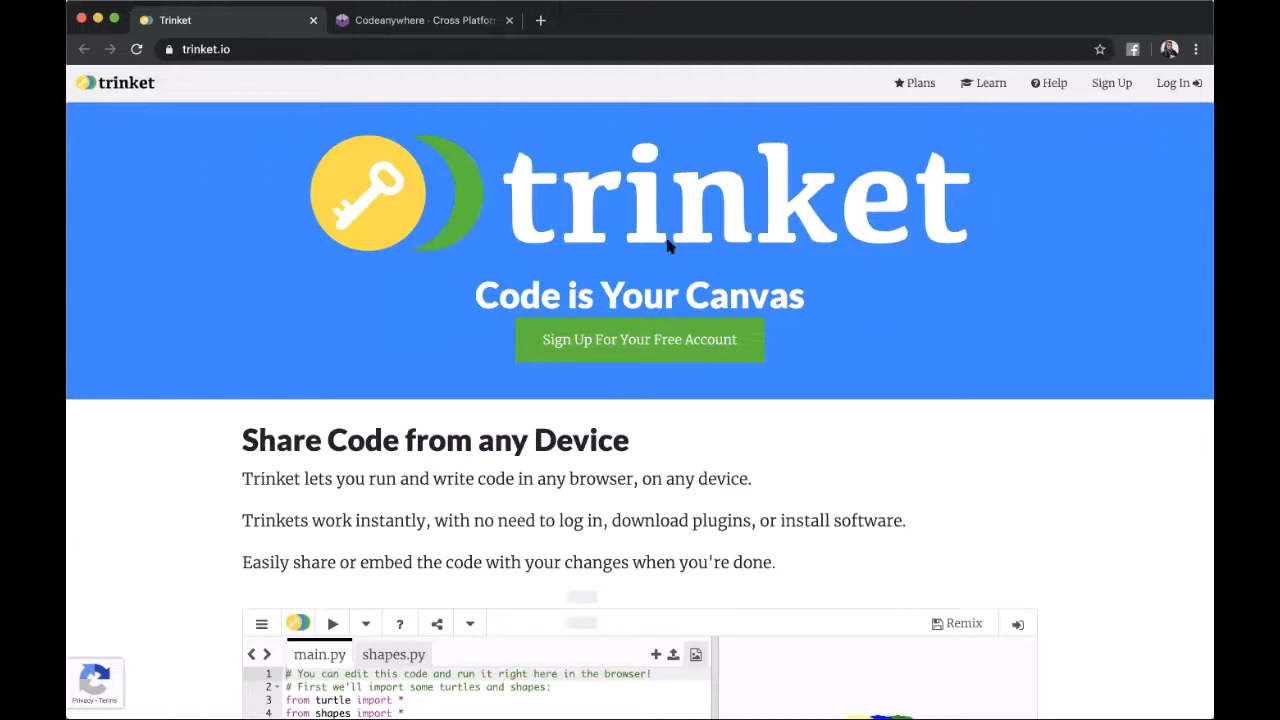 Trinket
Codeanywhere · Cross Platfor
trinket.io
trinket
Plans
Learn
Help
Sign Up
Log In
trinket
Code is Your Canvas
Sign Up For Your Free Account
Share Code from any Device
Trinket lets you run and write code in any browser, on any device.
Trinkets work instantly, with no need to log in, download plugins, or install software.
Easily share or embed the code with your changes when you're done.
Remix
main.py
shapes.py
1 # You can edit this code and run it right here in the browser!
2 # First we'll import some turtles and shapes:
3 from turtle import *
4 from shapes import *
Privacy - Terms